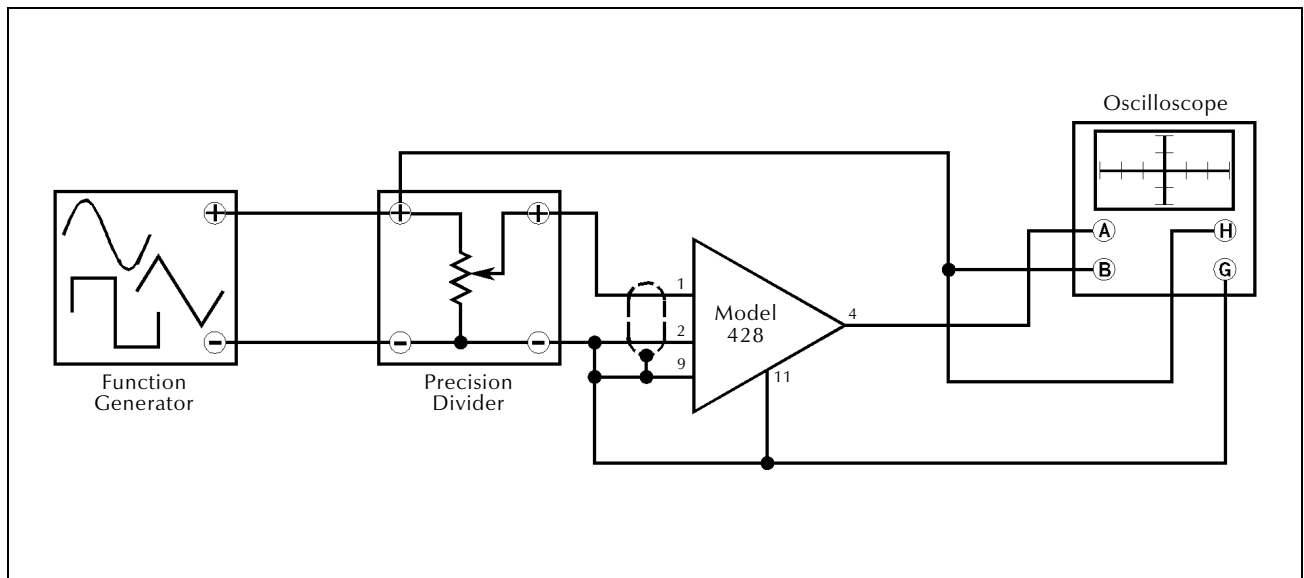 Oscilloscope
A
H
B
G
+
+
+
1
Model
428
4
2
9
11
−
−
−
Function
Generator
Precision
Divider